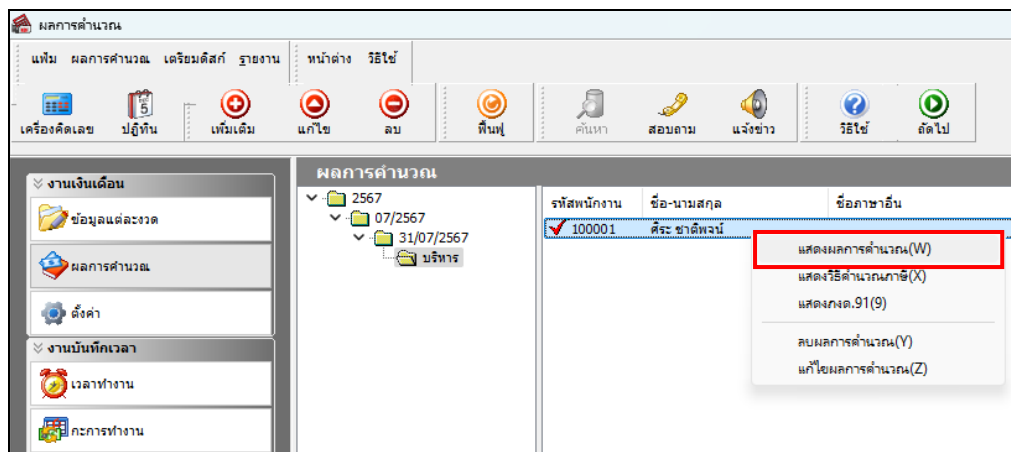 ผลการคำนวณ
แฟ้ม ผลการคำนวณ เตรียมดิสก์ รายงาน หน้าต่าง วิธีใช้
เครื่องคิดเลข ปฏิทิน เพิ่มเติม แก้ไข ลบ ฟื้นฟู ค้นหา สอบถาม แจ้งข่าว วิธีใช้ ถัดไป
งานเงินเดือน
ข้อมูลแต่ละงวด
ผลการคำนวณ
ตั้งค่า
งานบันทึกเวลา
เวลาทำงาน
กะการทำงาน
ผลการคำนวณ
2567
07/2567
31/07/2567
บริหาร
รหัสพนักงาน ชื่อ-นามสกุล ชื่อภาษาอื่น
100001 ศิระ ชาติพจน์
แสดงผลการคำนวณ(W)
แสดงวิธีคำนวณภาษี(X)
แสดงภงด.91(9)
ลบผลการคำนวณ(Y)
แก้ไขผลการคำนวณ(Z)